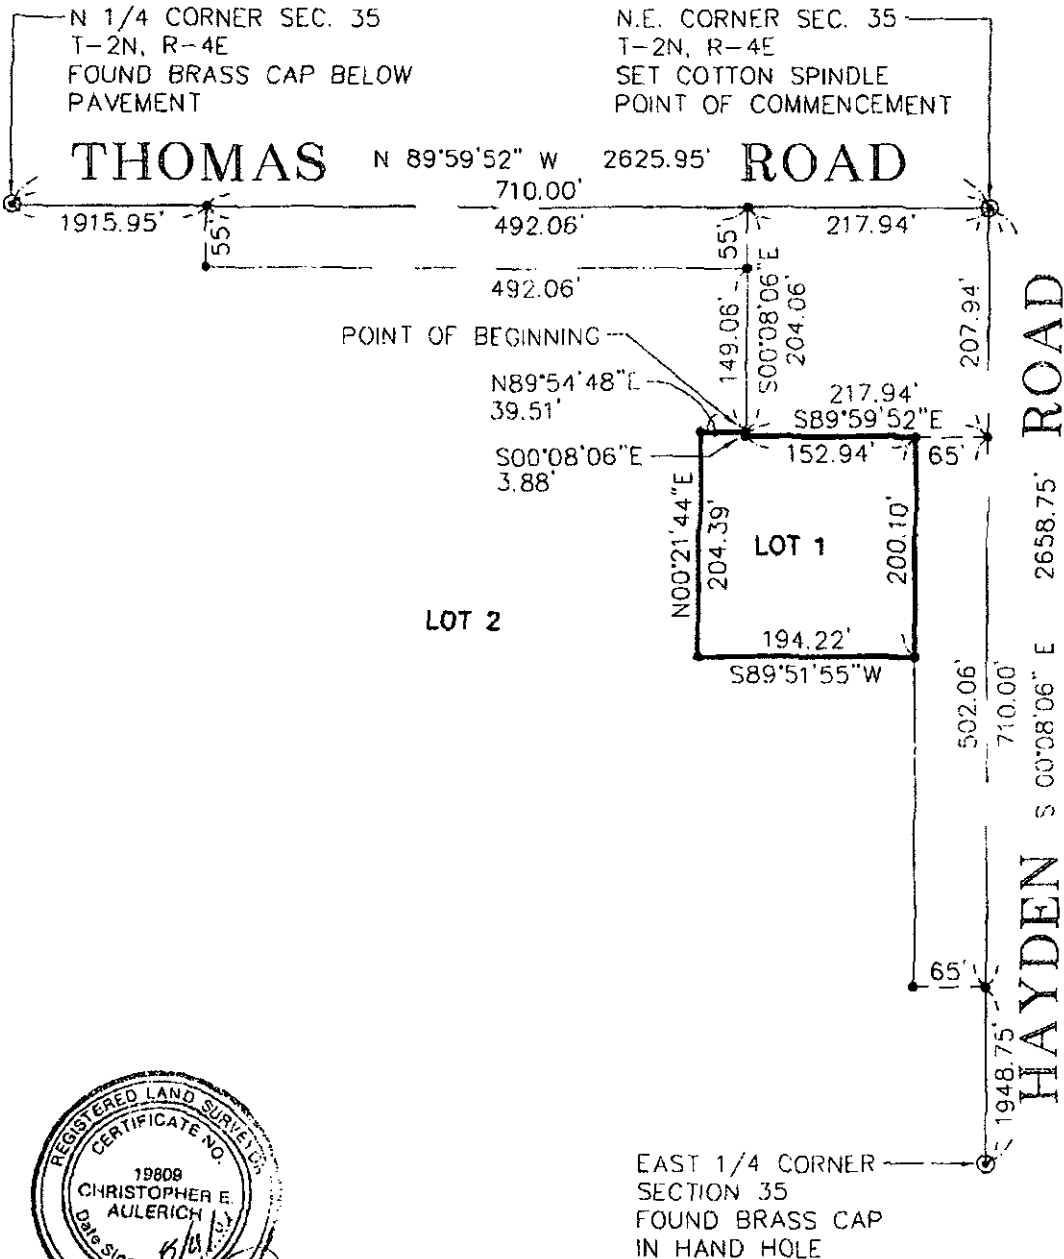 N 1/4 CORNER SEC. 35
T-2N, R-4E
FOUND BRASS CAP BELOW
PAVEMENT
N.E. CORNER SEC. 35
T-2N, R-4E
SET COTTON SPINDLE
POINT OF COMMENCEMENT
THOMAS N 89°59'52" W 2625.95' ROAD
710.00'
1915.95'
492.06'
217.94'
55'
55'
492.06'
S00°08'06"E
204.06'
149.06'
207.94'
POINT OF BEGINNING
N89°54'48"E
39.51'
217.94'
S89°59'52"E
S00°08'06"E
3.88'
152.94'
65'
N00°21'44"E
204.39'
LOT 1
200.10'
LOT 2
194.22'
S89°51'55"W
502.06'
710.00'
HAYDEN S 00°08'06" E 2658.75' ROAD
65'
1948.75'
EAST 1/4 CORNER
SECTION 35
FOUND BRASS CAP
IN HAND HOLE
REGISTERED LAND SURVEYOR
CERTIFICATE NO.
19809
CHRISTOPHER E.
AULERICH